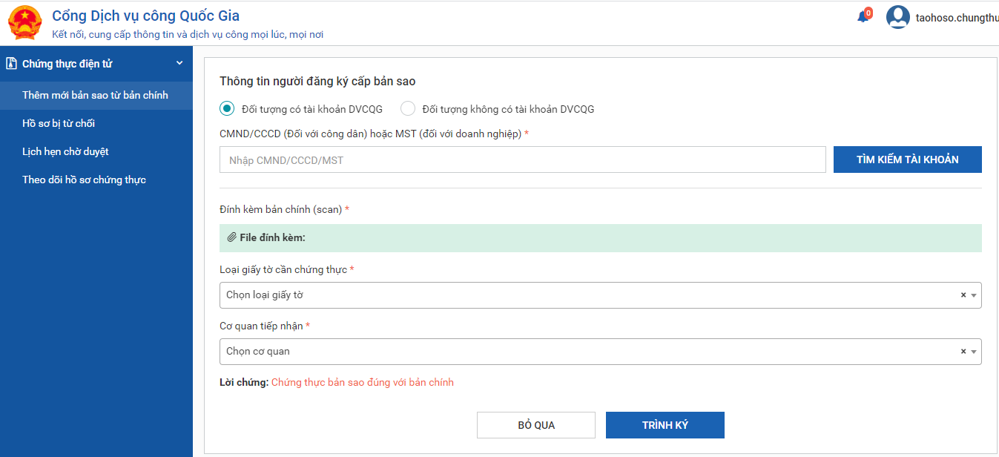 Cổng Dịch vụ công Quốc Gia
Kết nối, cung cấp thông tin và dịch vụ công mọi lúc, mọi nơi
0
taohoso.chungthu
Chứng thực điện tử
Thêm mới bản sao từ bản chính
Hồ sơ bị từ chối
Lịch hẹn chờ duyệt
Theo dõi hồ sơ chứng thực
Thông tin người đăng ký cấp bản sao
Đối tượng có tài khoản DVCQG Đối tượng không có tài khoản DVCQG
CMND/CCCD (Đối với công dân) hoặc MST (đối với doanh nghiệp) *
Nhập CMND/CCCD/MST TÌM KIẾM TÀI KHOẢN
Đính kèm bản chính (scan) *
File đính kèm:
Loại giấy tờ cần chứng thực *
Chọn loại giấy tờ ×
Cơ quan tiếp nhận *
Chọn cơ quan ×
Lời chứng: Chứng thực bản sao đúng với bản chính
BỎ QUA TRÌNH KÝ